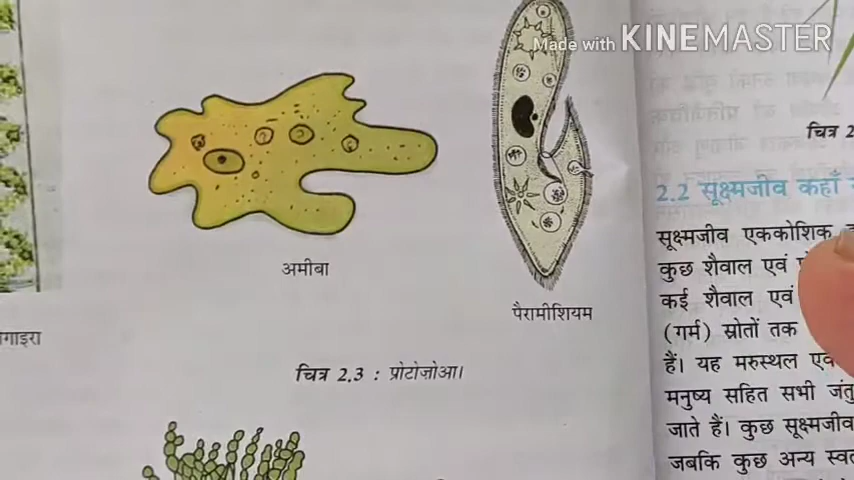 Made with KINEMASTER
अमीबा
पैरामीशियम
चित्र 2.3 : प्रोटोज़ोआ।
चित्र 2
2.2 सूक्ष्मजीव कहाँ
सूक्ष्मजीव एककोशिक
कुछ शैवाल एवं
कई शैवाल एवं
(गर्म) स्रोतों तक
हैं। यह मरुस्थल एवं
मनुष्य सहित सभी जंतु
जाते हैं। कुछ सूक्ष्मजीव
जबकि कुछ अन्य स्वत